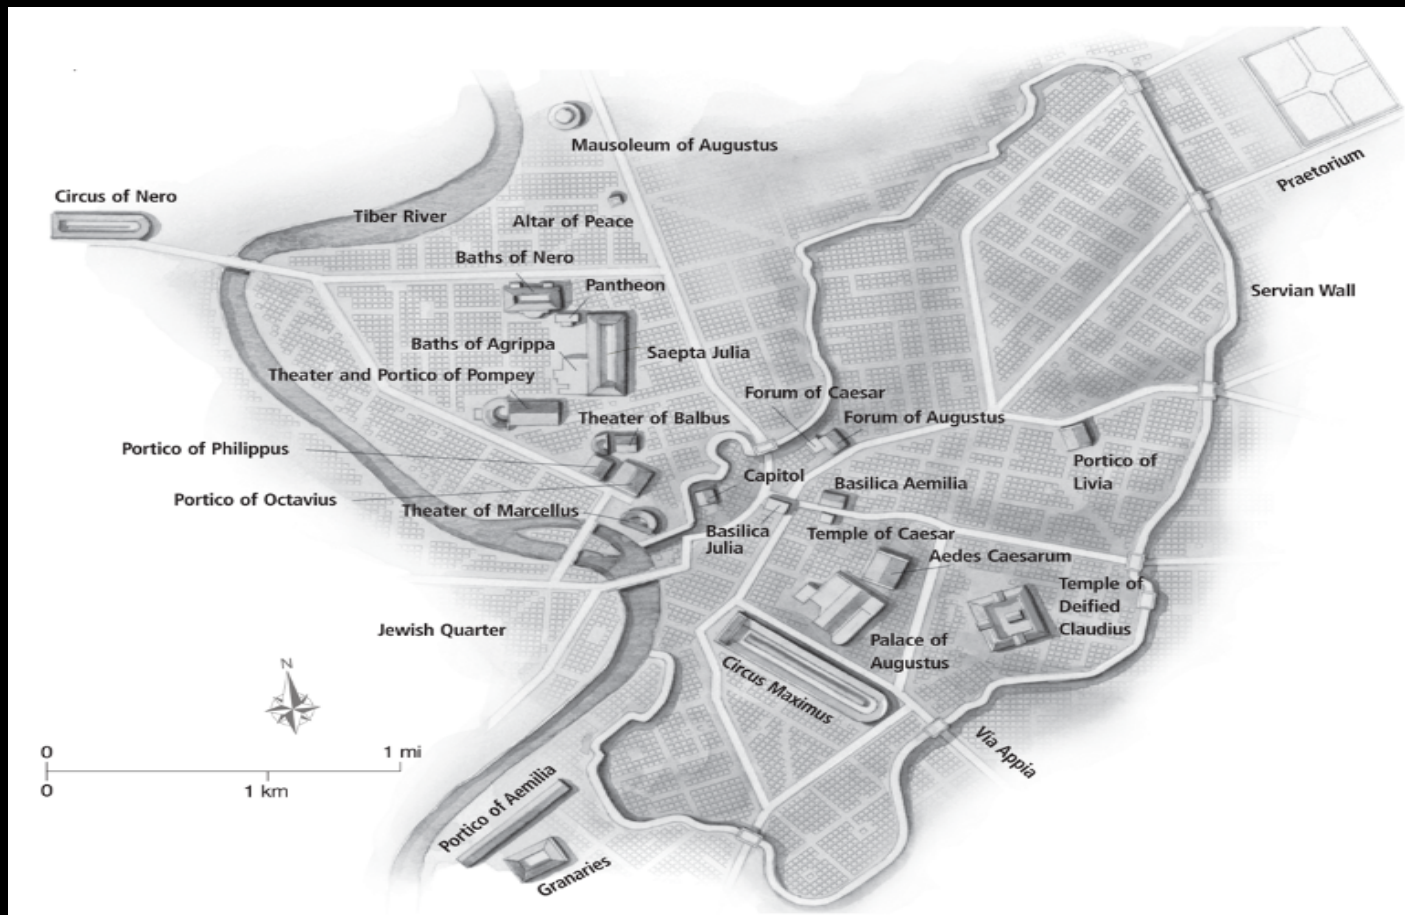 Mausoleum of Augustus
Circus of Nero
Praetorium
Tiber River
Altar of Peace
Baths of Nero
Pantheon
Servian Wall
Baths of Agrippa
Saepta Julia
Theater and Portico of Pompey
Forum of Caesar
Theater of Balbus
Forum of Augustus
Portico of Philippus
Portico of
Livia
Capitol
Basilica Aemilia
Portico of Octavius
Theater of Marcellus
Basilica
Julia
Temple of Caesar
Aedes Caesarum
Temple of
Deified
Claudius
Jewish Quarter
Palace of
Augustus
Circus Maximus
N
Via Appia
0
1 mi
0
1 km
Portico of Aemilia
Granaries